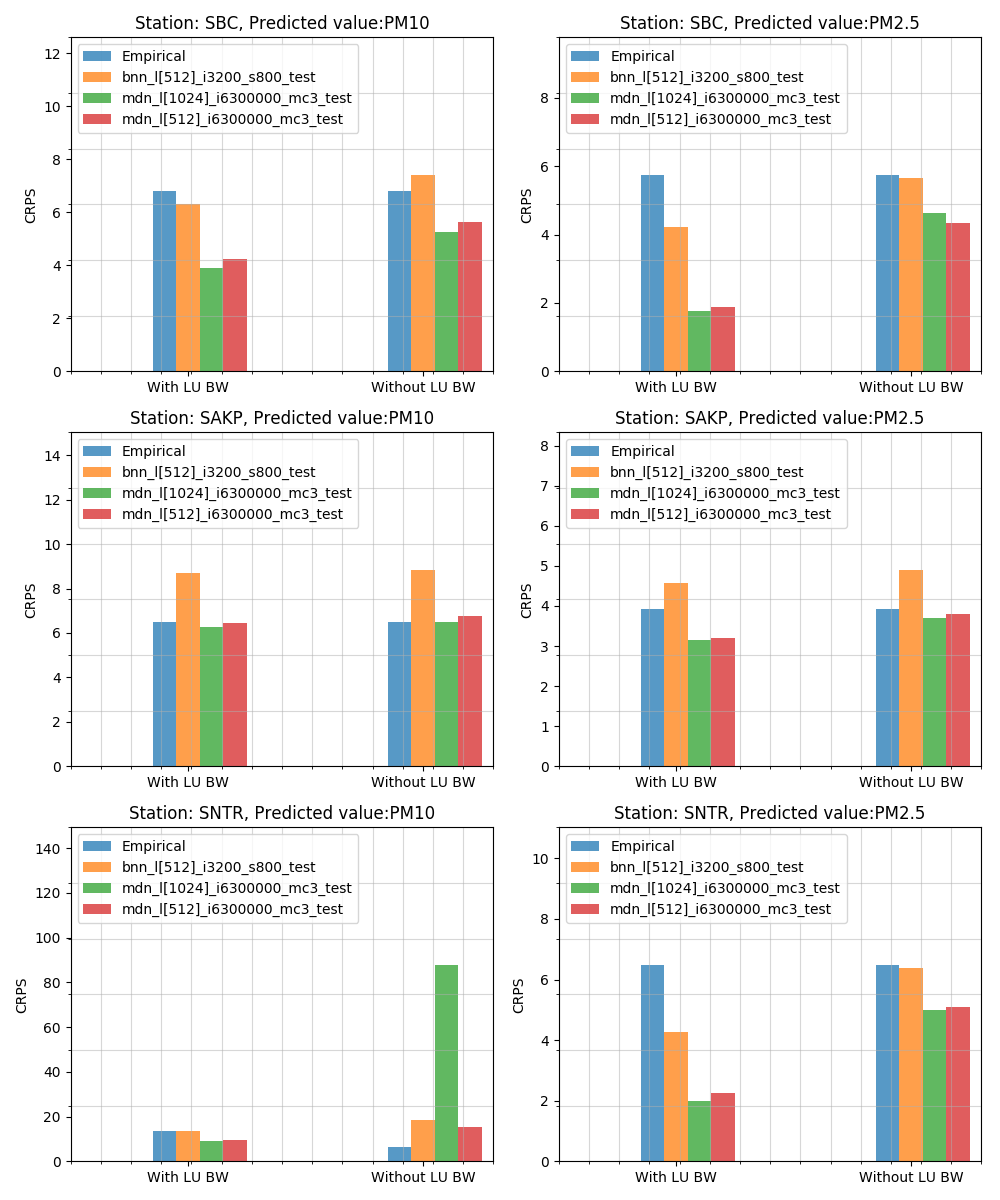 Station: SBC, Predicted value:PM10
12
10
8
6
4
2
0
CRPS
Empirical
bnn_l[512]_i3200_s800_test
mdn_l[1024]_i6300000_mc3_test
mdn_l[512]_i6300000_mc3_test
With LU BW
Without LU BW
Station: SBC, Predicted value:PM2.5
8
6
4
2
0
CRPS
Empirical
bnn_l[512]_i3200_s800_test
mdn_l[1024]_i6300000_mc3_test
mdn_l[512]_i6300000_mc3_test
With LU BW
Without LU BW
Station: SAKP, Predicted value:PM10
14
12
10
8
6
4
2
0
CRPS
Empirical
bnn_l[512]_i3200_s800_test
mdn_l[1024]_i6300000_mc3_test
mdn_l[512]_i6300000_mc3_test
With LU BW
Without LU BW
Station: SAKP, Predicted value:PM2.5
8
7
6
5
4
3
2
1
0
CRPS
Empirical
bnn_l[512]_i3200_s800_test
mdn_l[1024]_i6300000_mc3_test
mdn_l[512]_i6300000_mc3_test
With LU BW
Without LU BW
Station: SNTR, Predicted value:PM10
140
120
100
80
60
40
20
0
CRPS
Empirical
bnn_l[512]_i3200_s800_test
mdn_l[1024]_i6300000_mc3_test
mdn_l[512]_i6300000_mc3_test
With LU BW
Without LU BW
Station: SNTR, Predicted value:PM2.5
10
8
6
4
2
0
CRPS
Empirical
bnn_l[512]_i3200_s800_test
mdn_l[1024]_i6300000_mc3_test
mdn_l[512]_i6300000_mc3_test
With LU BW
Without LU BW